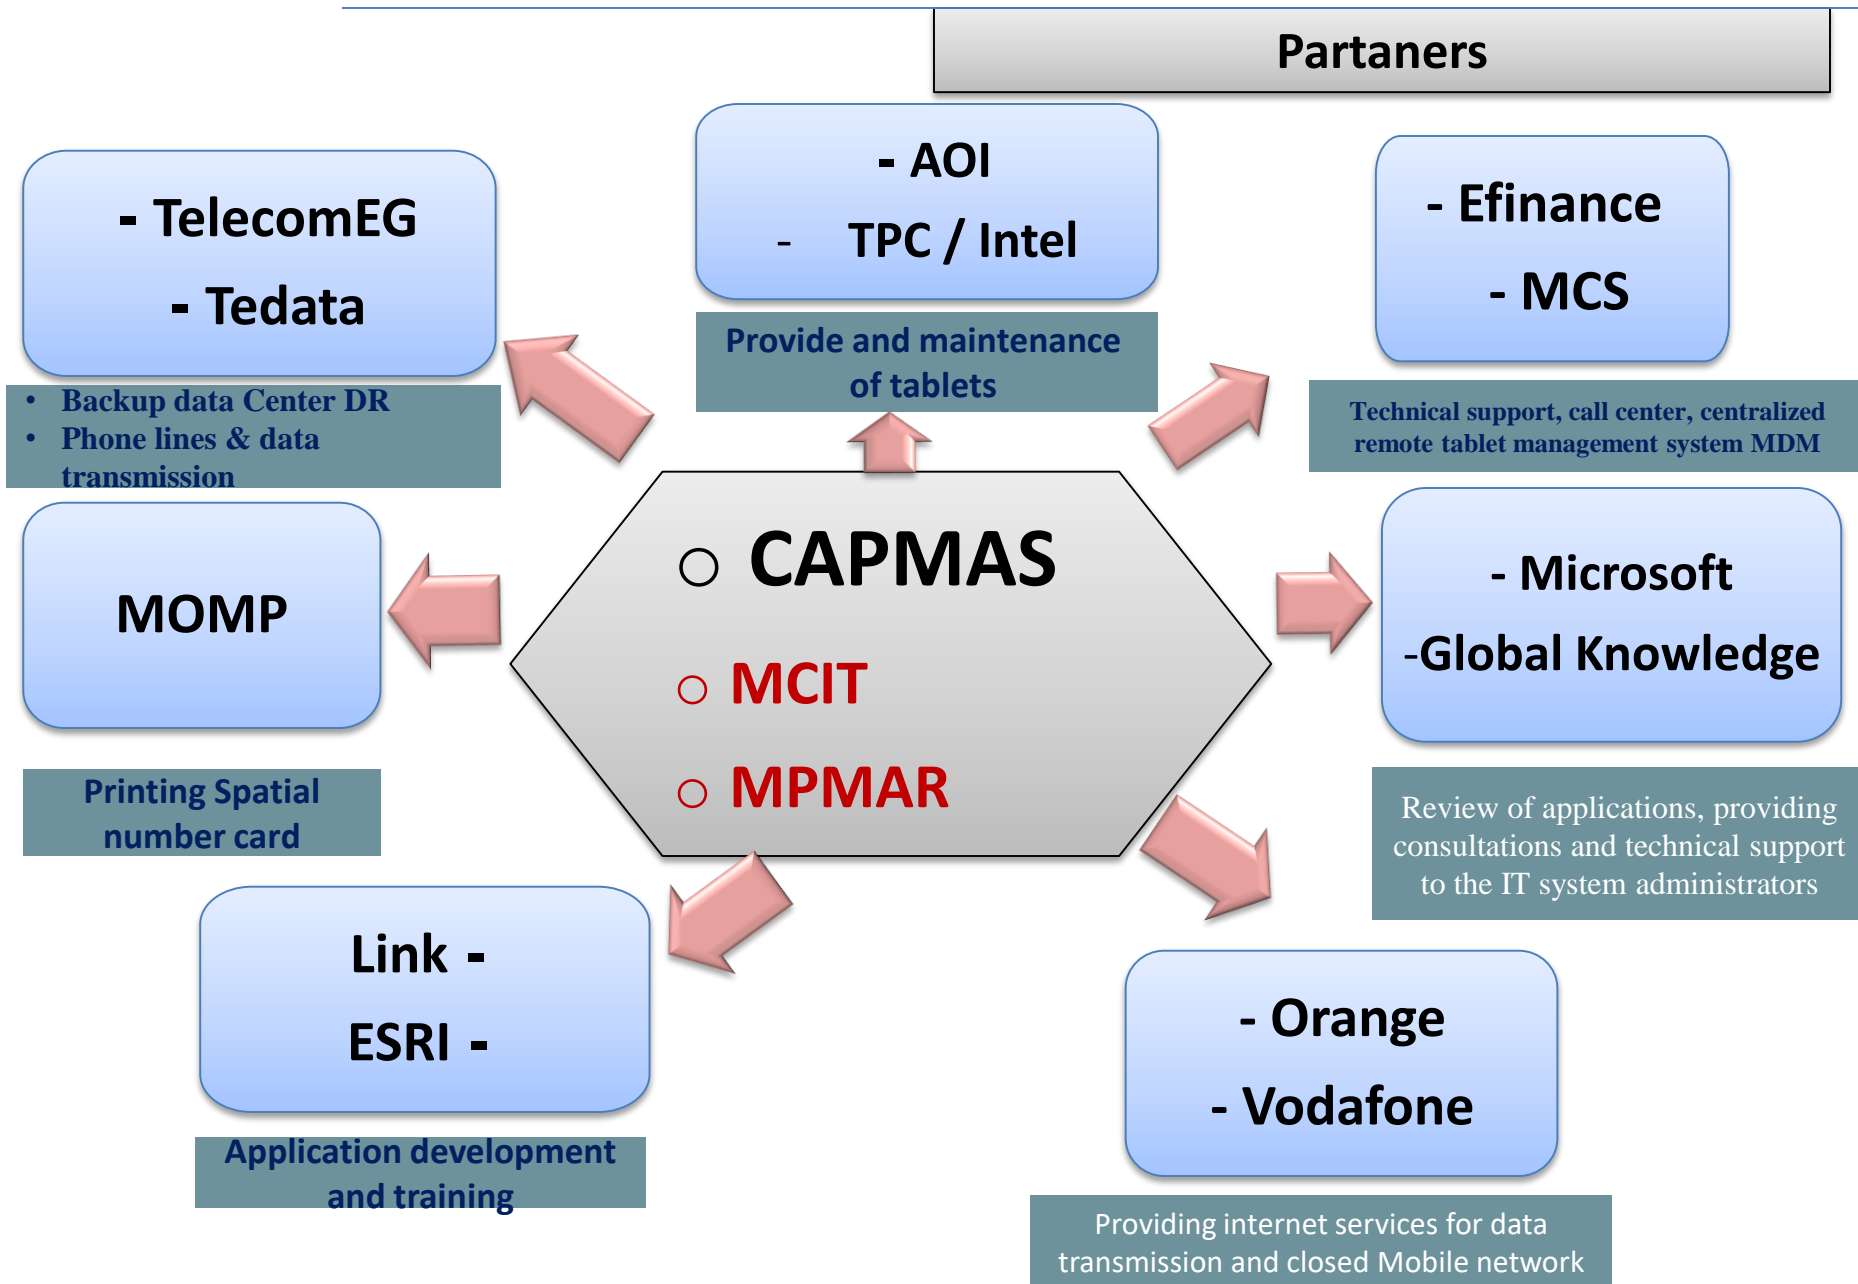 Partaners
- TelecomEG
- Tedata
• Backup data Center DR
• Phone lines & data
transmission
- AOI
- TPC / Intel
Provide and maintenance
of tablets
- Efinance
- MCS
Technical support, call center, centralized
remote tablet management system MDM
MOMP
Printing Spatial
number card
o CAPMAS
o MCIT
o MPMAR
- Microsoft
-Global Knowledge
Review of applications, providing
consultations and technical support
to the IT system administrators
Link -
ESRI -
Application development
and training
- Orange
- Vodafone
Providing internet services for data
transmission and closed Mobile network